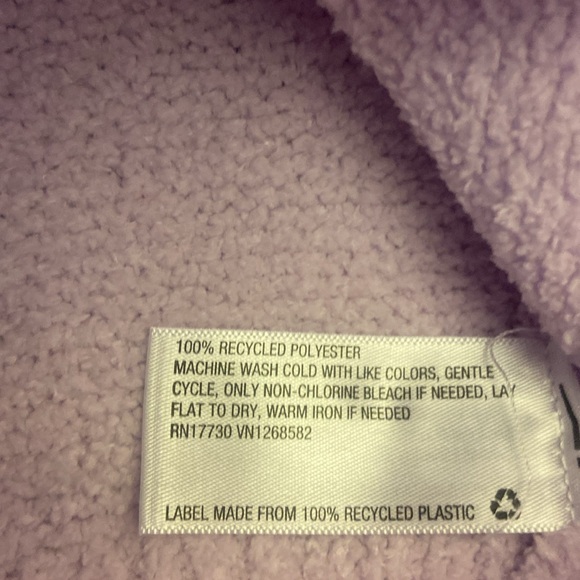 100% RECYCLED POLYESTER
MACHINE WASH COLD WITH LIKE COLORS, GENTLE
CYCLE, ONLY NON-CHLORINE BLEACH IF NEEDED, LAY
FLAT TO DRY, WARM IRON IF NEEDED
RN17730 VN1268582
LABEL MADE FROM 100% RECYCLED PLASTIC